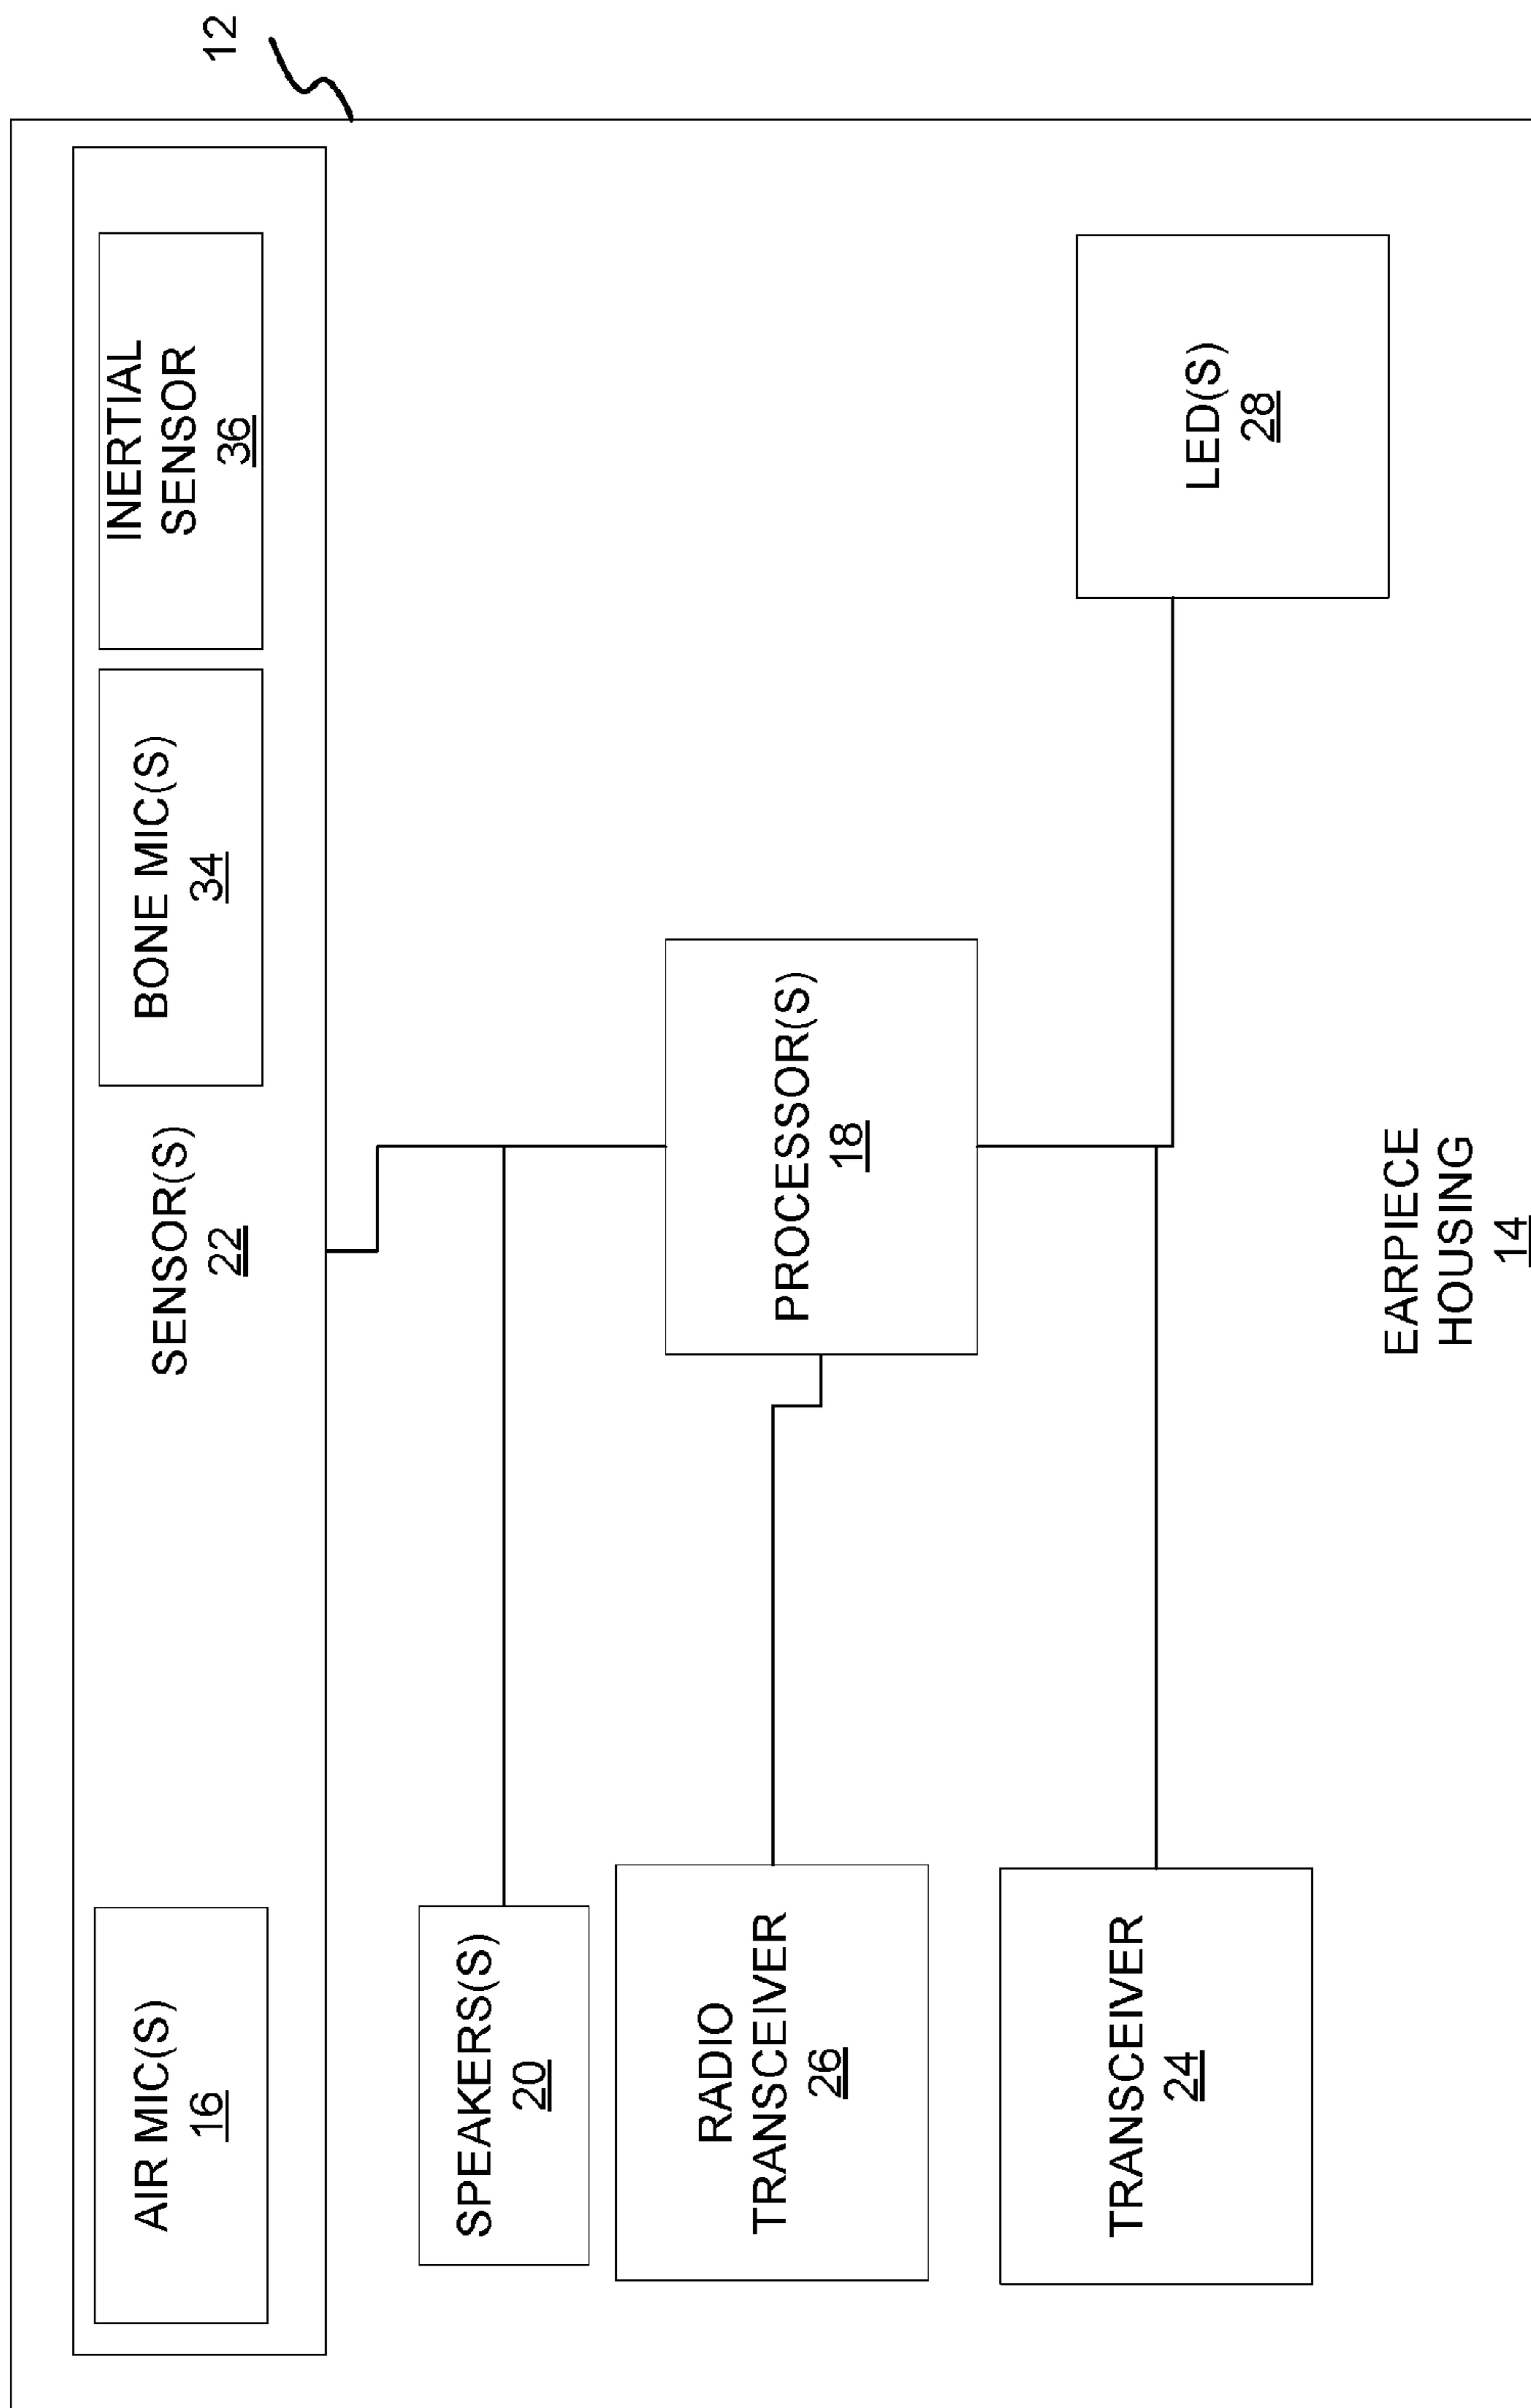 12
AIR MIC(S)
16
SENSOR(S)
22
BONE MIC(S)
34
INERTIAL
SENSOR
36
SPEAKERS(S)
20
RADIO
TRANSCEIVER
26
PROCESSOR(S)
18
TRANSCEIVER
24
LED(S)
28
EARPIECE
HOUSING
14